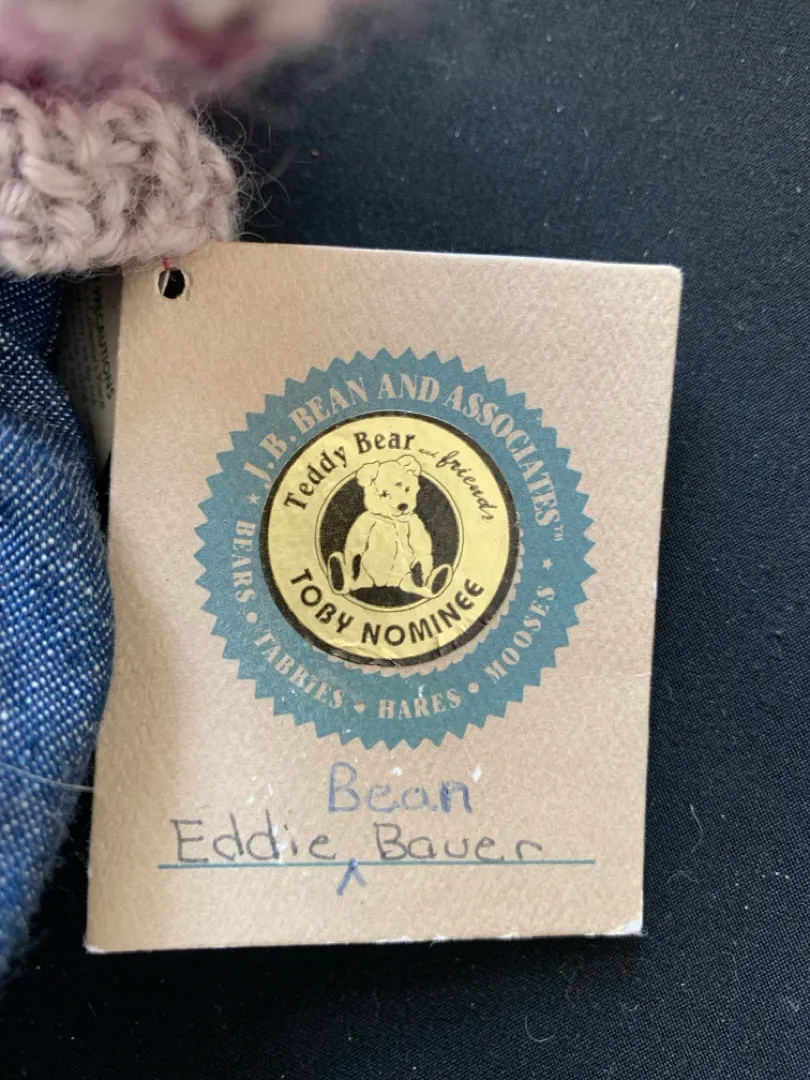 J.B. BEAN AND ASSOCIATES™
★ BEARS • TABBIES • HARES • MOOSES ★
Teddy Bear and friends
TOBY NOMINEE
Bean
Eddie ^ Bauer